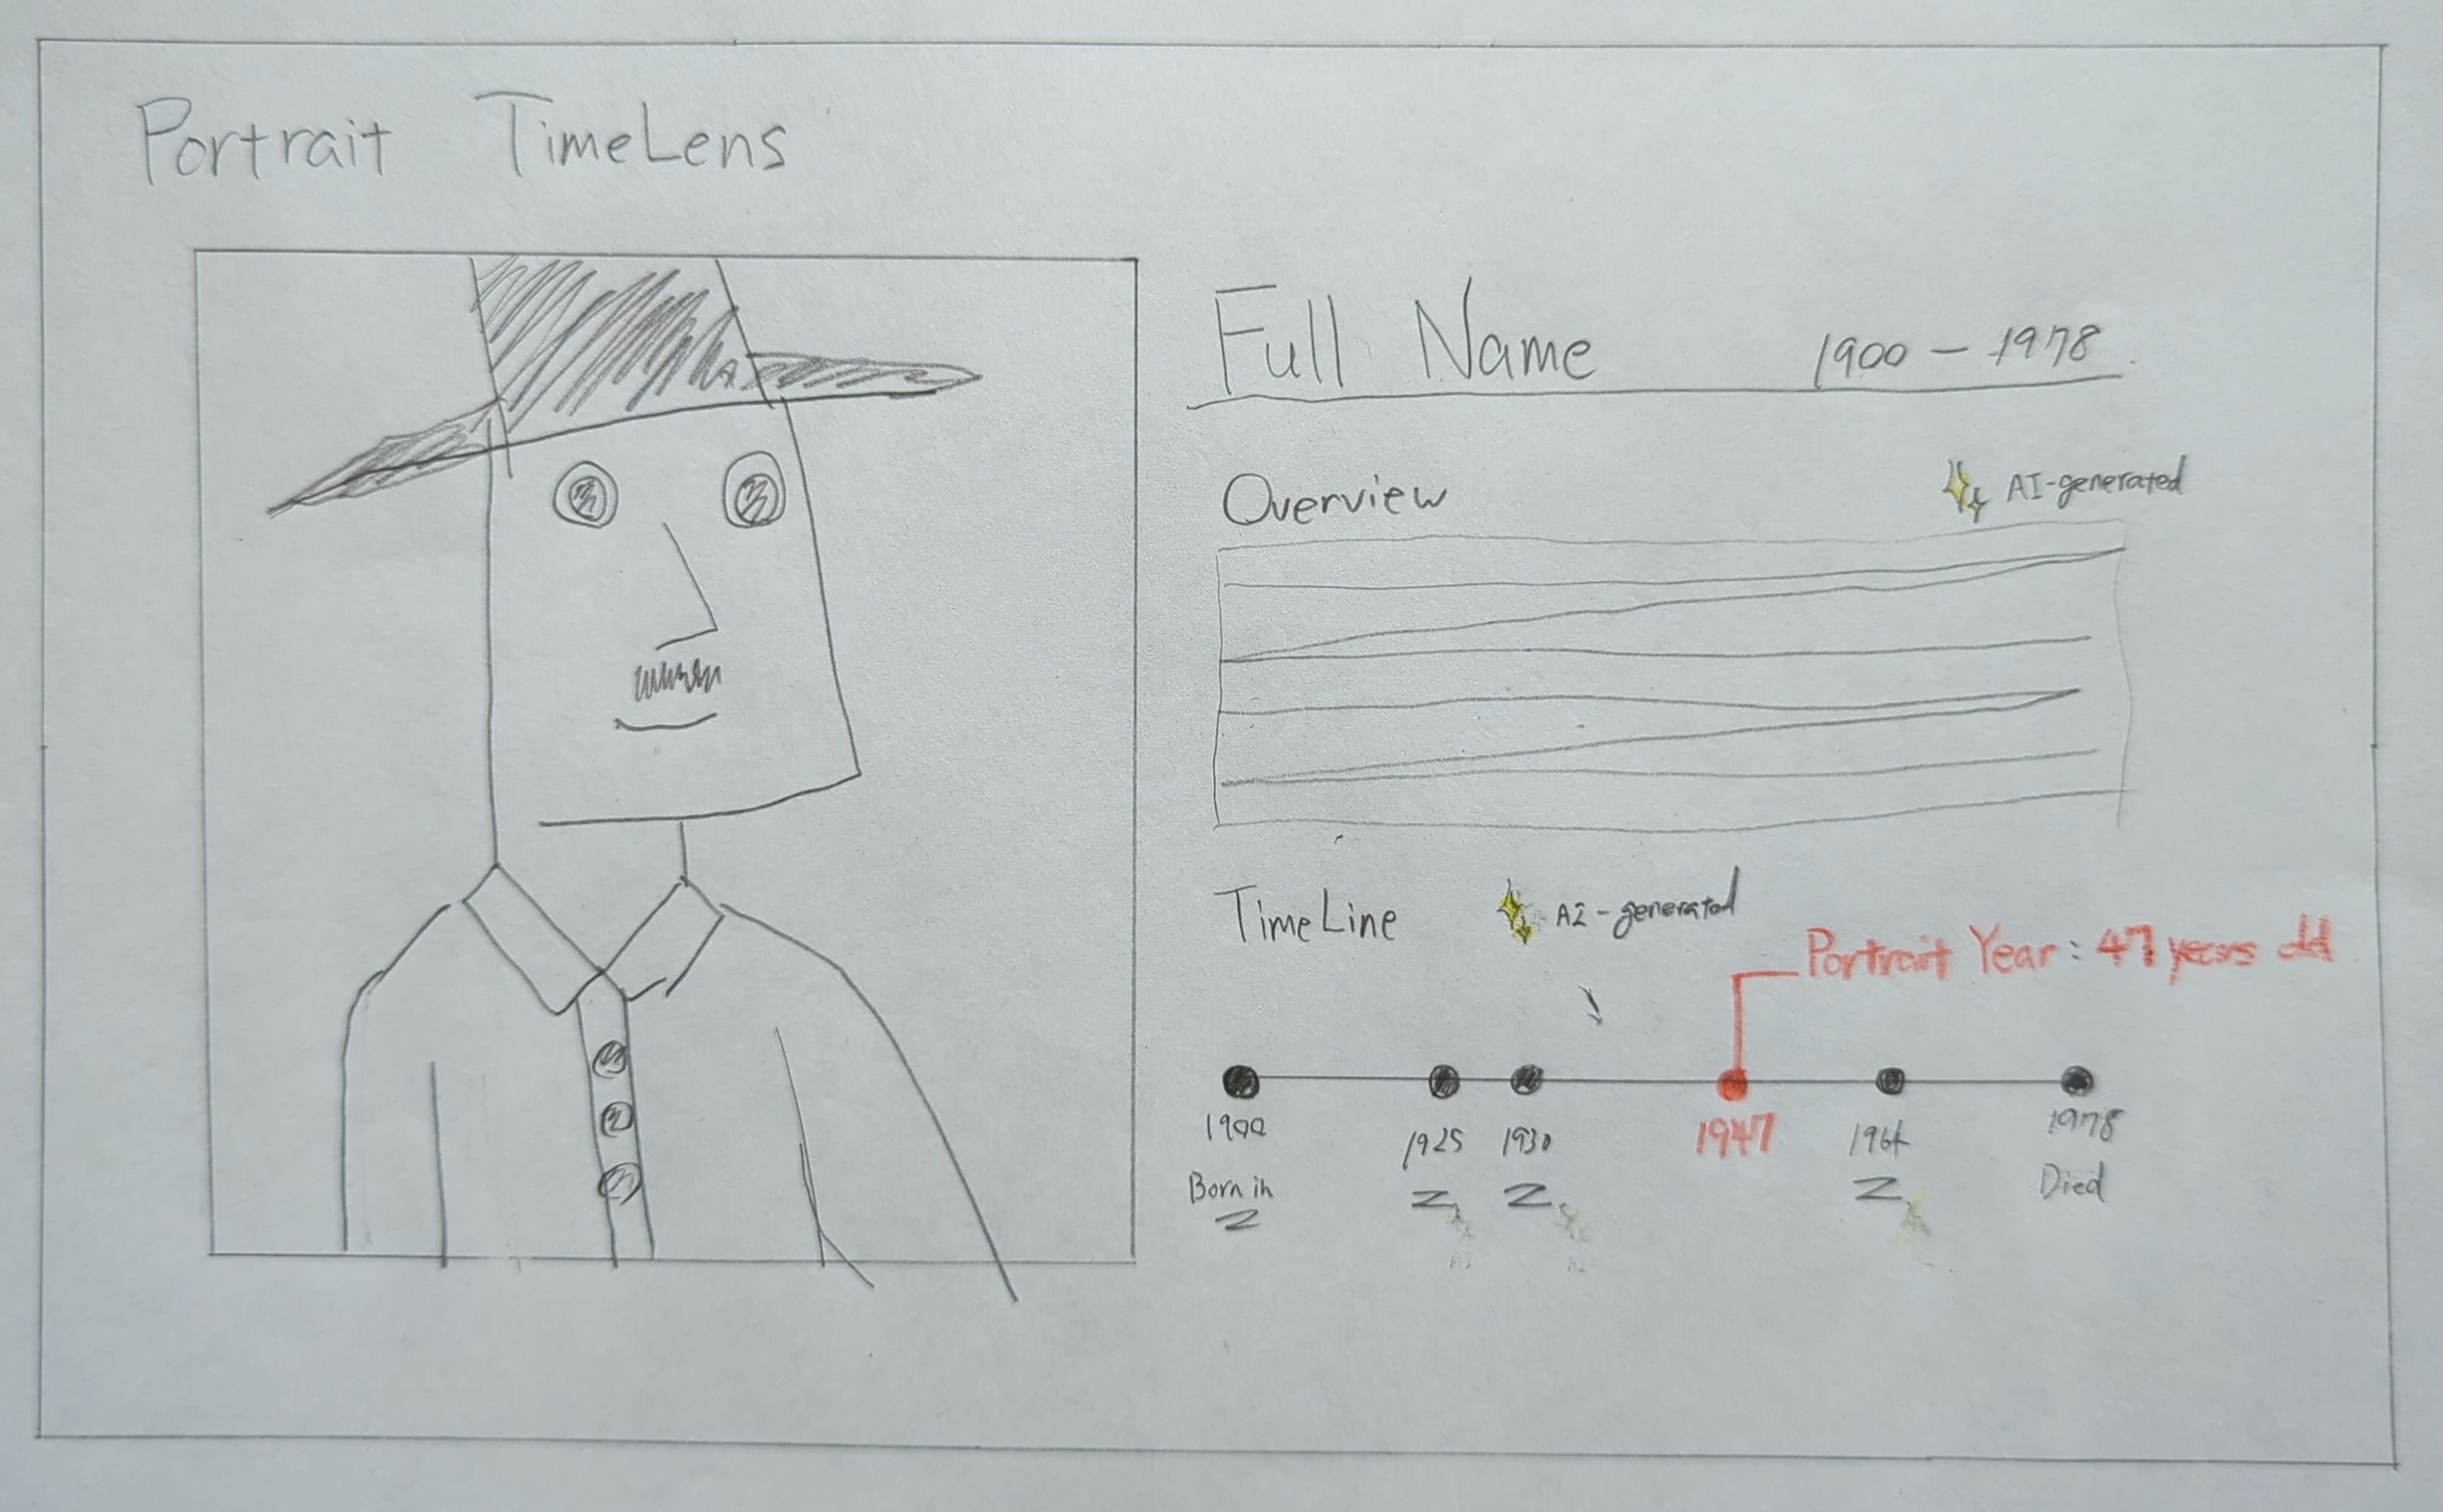 Portrait TimeLens
Full Name 1900 - 1978
Overview AI-generated
TimeLine AI-generated
Portrait Year : 47 years old
1900 1925 1930 1947 1964 1978
Born in Died
AI AI